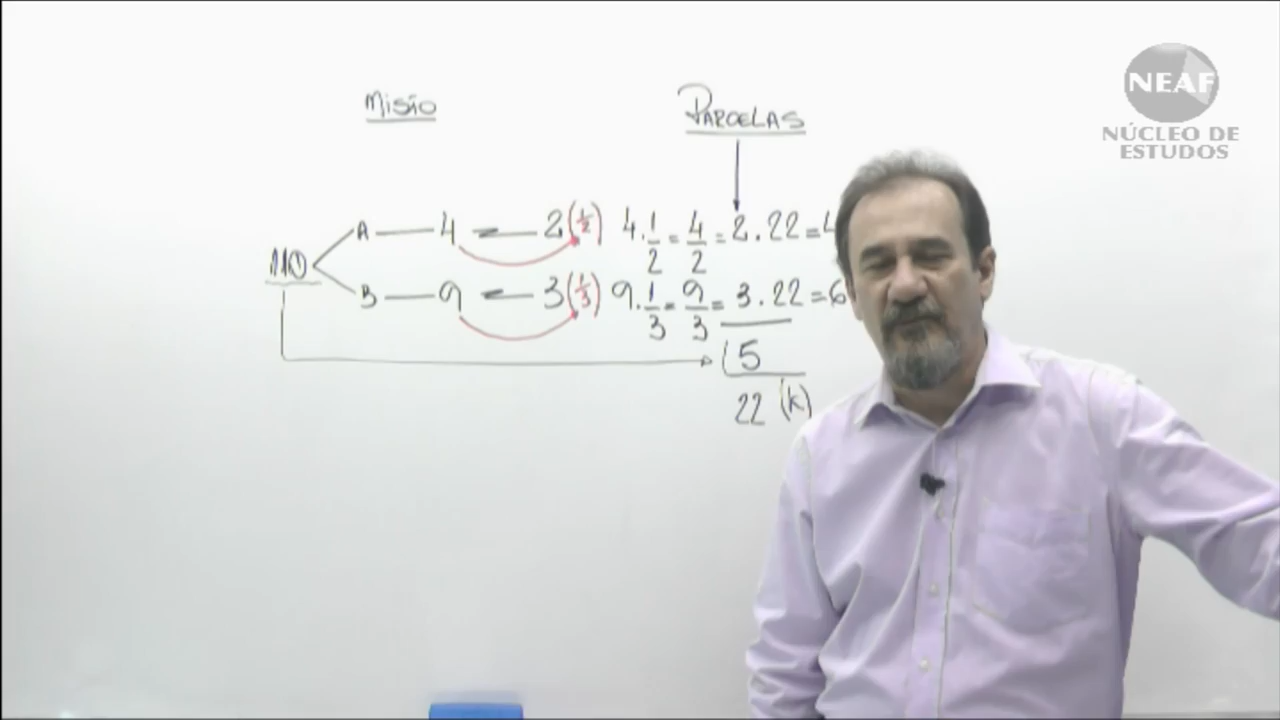 NEAF
NÚCLEO DE
ESTUDOS
Misão
PARCELAS
110
A — 4 — 2 (1/2) 4.1/2 = 4/2 = 2.22 = 4
B — 9 — 3 (1/3) 9.1/3 = 9/3 = 3.22 = 6
5
22 (k)